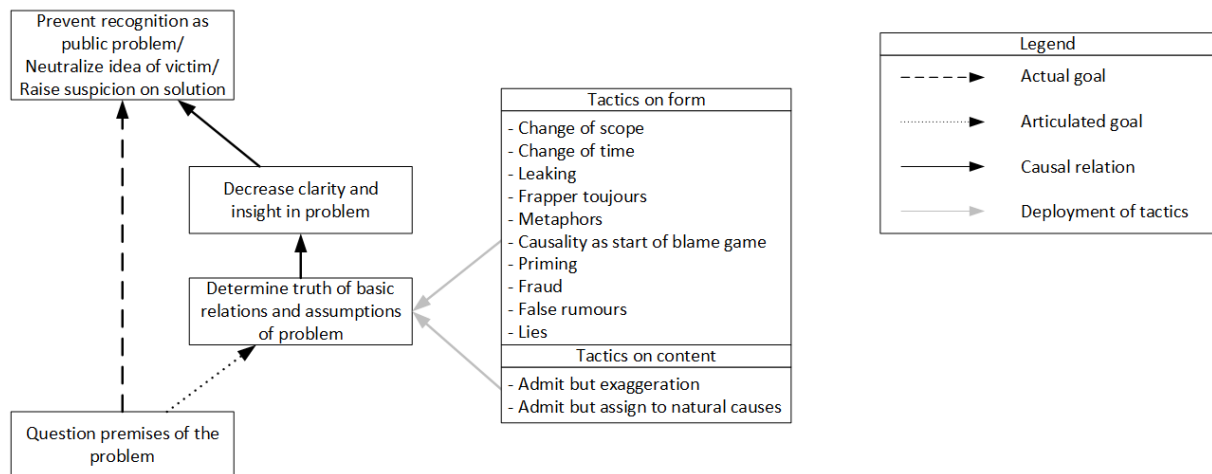 Prevent recognition as
public problem/
Neutralize idea of victim/
Raise suspicion on solution
Decrease clarity and
insight in problem
Determine truth of basic
relations and assumptions
of problem
Question premises of the
problem
Tactics on form
- Change of scope
- Change of time
- Leaking
- Frapper toujours
- Metaphors
- Causality as start of blame game
- Priming
- Fraud
- False rumours
- Lies
Tactics on content
- Admit but exaggeration
- Admit but assign to natural causes
Legend
Actual goal
Articulated goal
Causal relation
Deployment of tactics